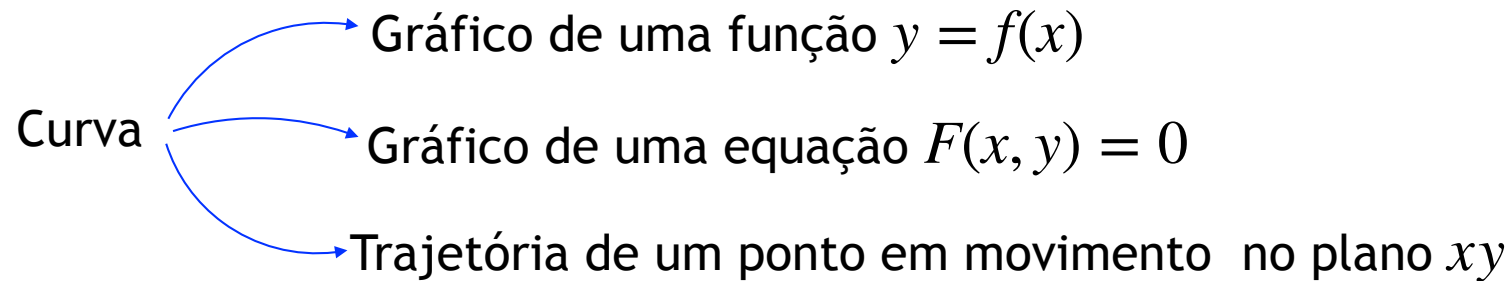 Gráfico de uma função y = f(x)
Curva
Gráfico de uma equação F(x, y) = 0
Trajetória de um ponto em movimento no plano xy